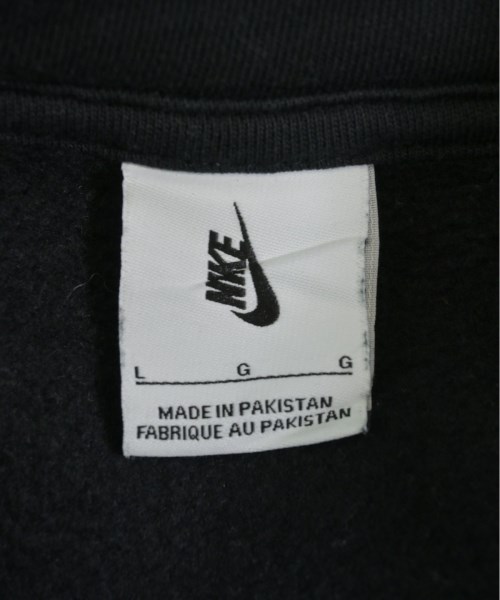 NIKE
L G G
MADE IN PAKISTAN
FABRIQUE AU PAKISTAN